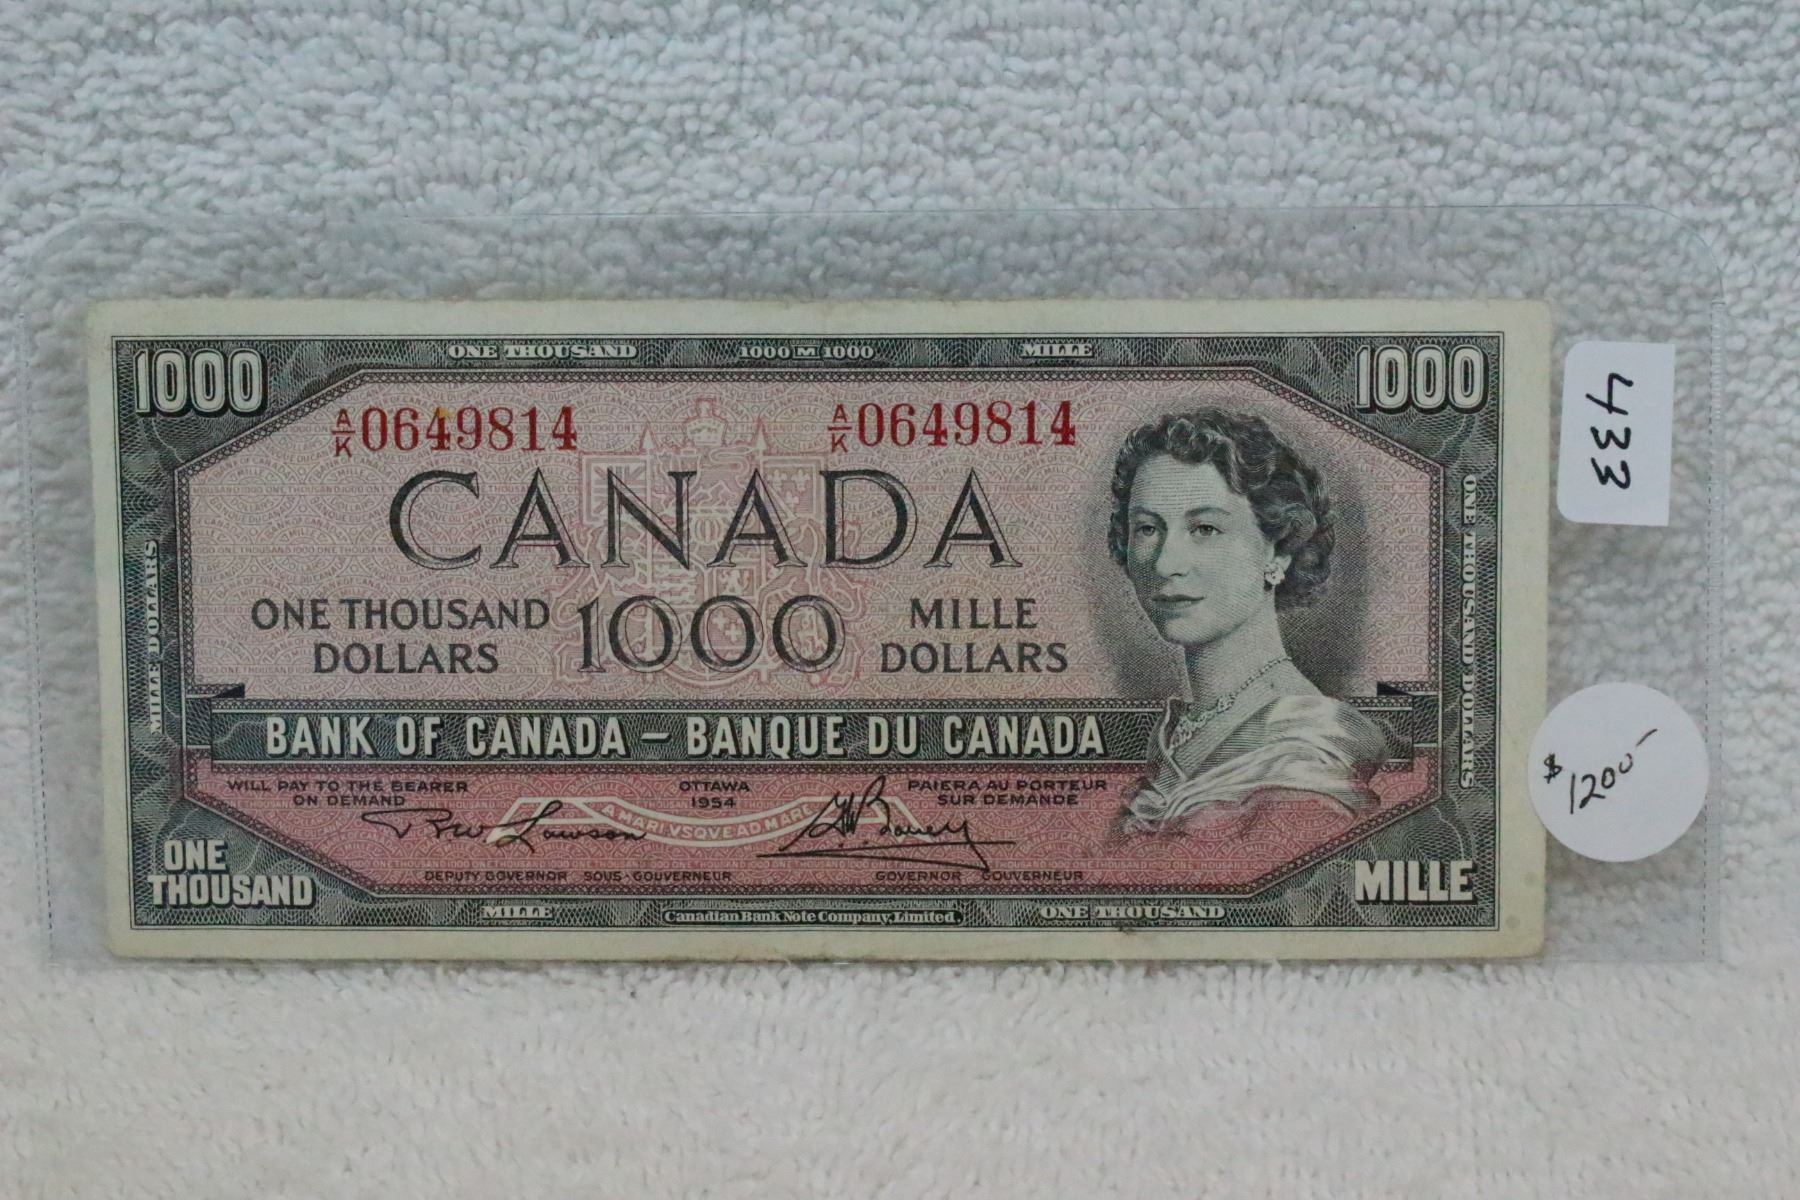 ONE THOUSAND 1000 M 1000 MILLE
1000 1000
A/K 0649814 A/K 0649814
433
CANADA
ONE THOUSAND DOLLARS
1000
MILLE DOLLARS
MILLE DOLLARS
ONE THOUSAND DOLLARS
BANK OF CANADA – BANQUE DU CANADA
$1200-
WILL PAY TO THE BEARER
ON DEMAND
OTTAWA
1954
PAIERA AU PORTEUR
SUR DEMANDE
A MARI VSQVE AD MARE
R W Lawson
G K Bouey
DEPUTY GOVERNOR SOUS-GOUVERNEUR
GOVERNOR GOUVERNEUR
ONE
THOUSAND
MILLE
MILLE Canadian Bank Note Company, Limited. ONE THOUSAND